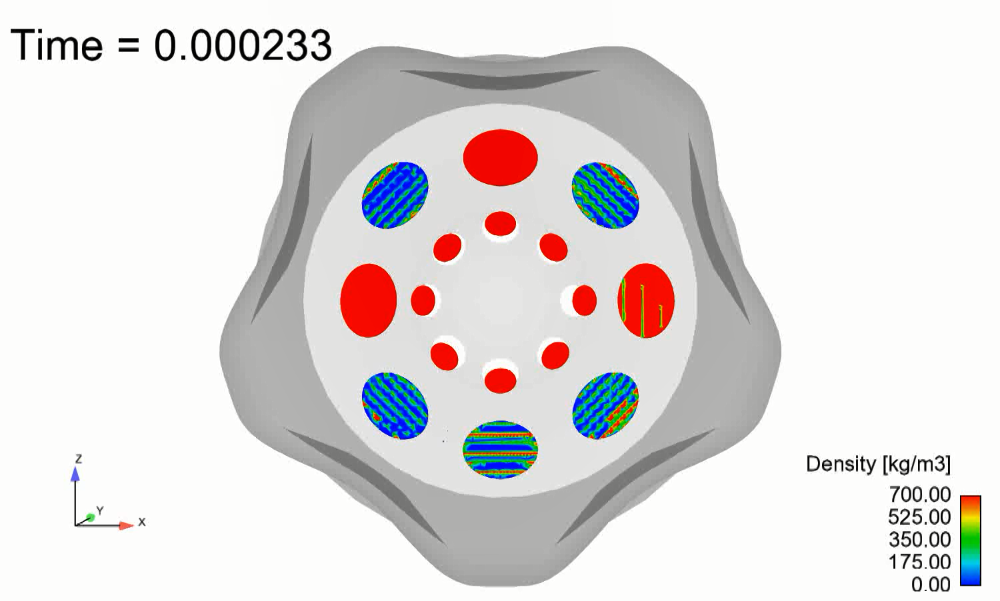 Time = 0.000233
Density [kg/m3]
700.00
525.00
350.00
175.00
0.00
Z
Y
X